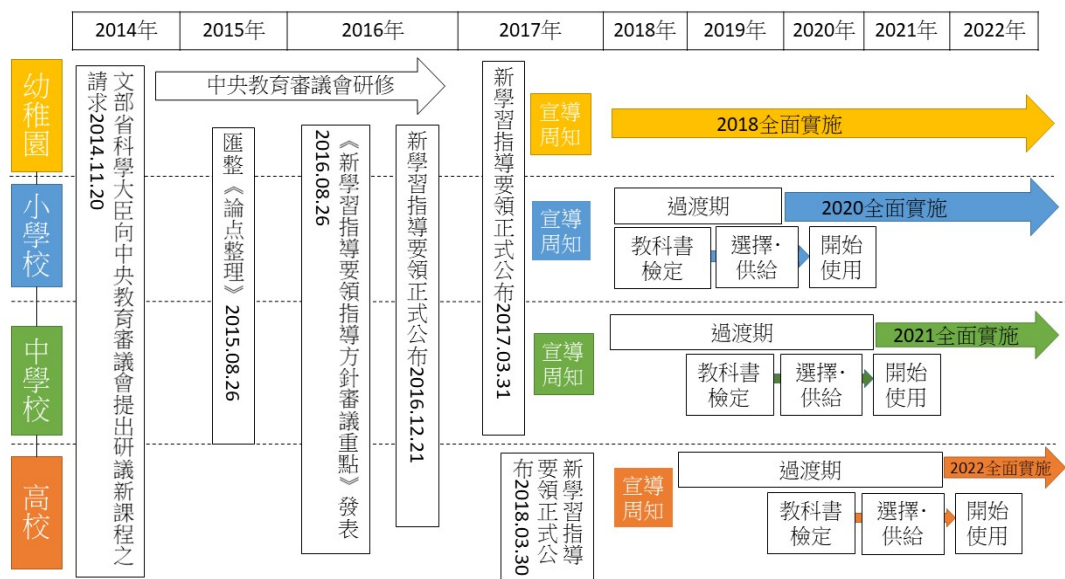 2014年
2015年
2016年
2017年
2018年
2019年
2020年
2021年
2022年
文部省科學大臣向中央教育審議會提出研議新課程之
請求2014.11.20
中央教育審議會研修
匯整《論点整理》2015.08.26
《新學習指導要領指導方針審議重點》發表
2016.08.26
新學習指導要領正式公布2016.12.21
新學習指導要領正式公布2017.03.31
幼稚園
宣導
周知
2018全面實施
小學校
宣導
周知
過渡期
2020全面實施
教科書
檢定
選擇·
供給
開始
使用
中學校
宣導
周知
過渡期
2021全面實施
教科書
檢定
選擇·
供給
開始
使用
高校
新學習指導
要領正式公
布2018.03.30
宣導
周知
過渡期
2022全面實施
教科書
檢定
選擇·
供給
開始
使用